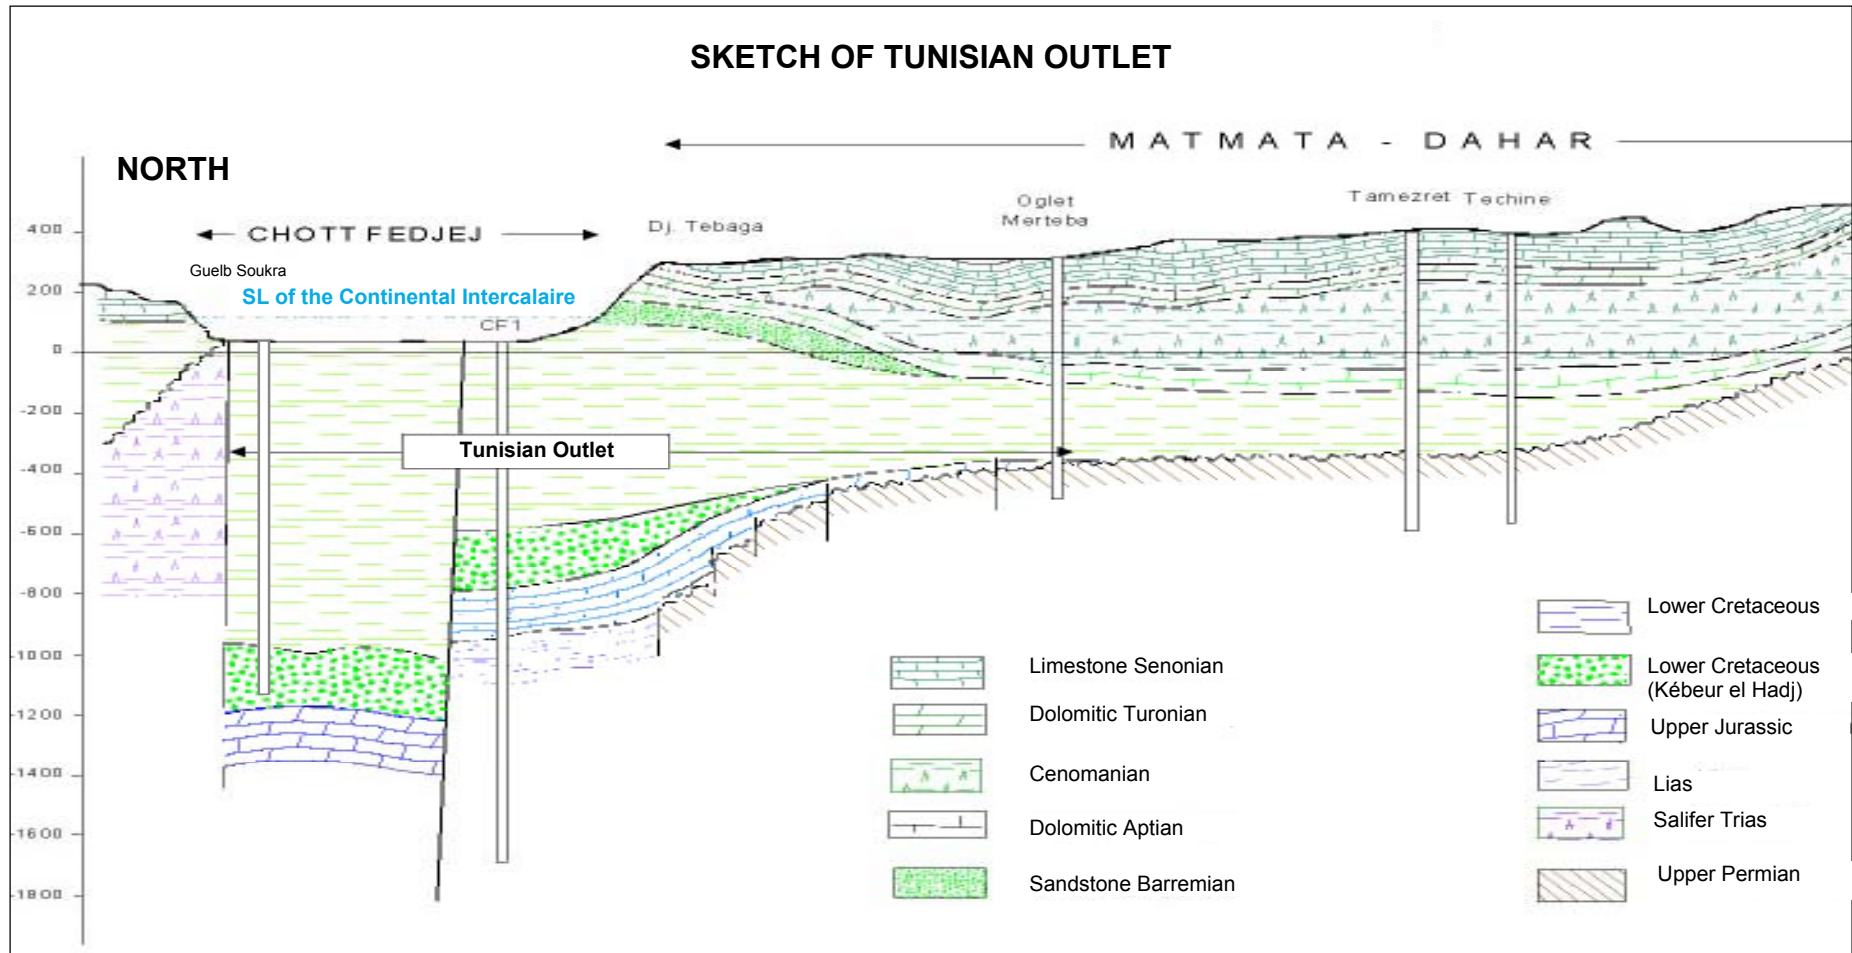 SKETCH OF TUNISIAN OUTLET
MATMATA - DAHAR
NORTH
Tamezret Techine
Oglet
Merteba
Dj. Tebaga
CHOTT FEDJEJ
Guelb Soukra
SL of the Continental Intercalaire
CF1
400
200
0
-200
-400
-600
-800
-1000
-1200
-1400
-1600
-1800
Tunisian Outlet
Limestone Senonian
Dolomitic Turonian
Cenomanian
Dolomitic Aptian
Sandstone Barremian
Lower Cretaceous
Lower Cretaceous
(Kébeur el Hadj)
Upper Jurassic
Lias
Salifer Trias
Upper Permian